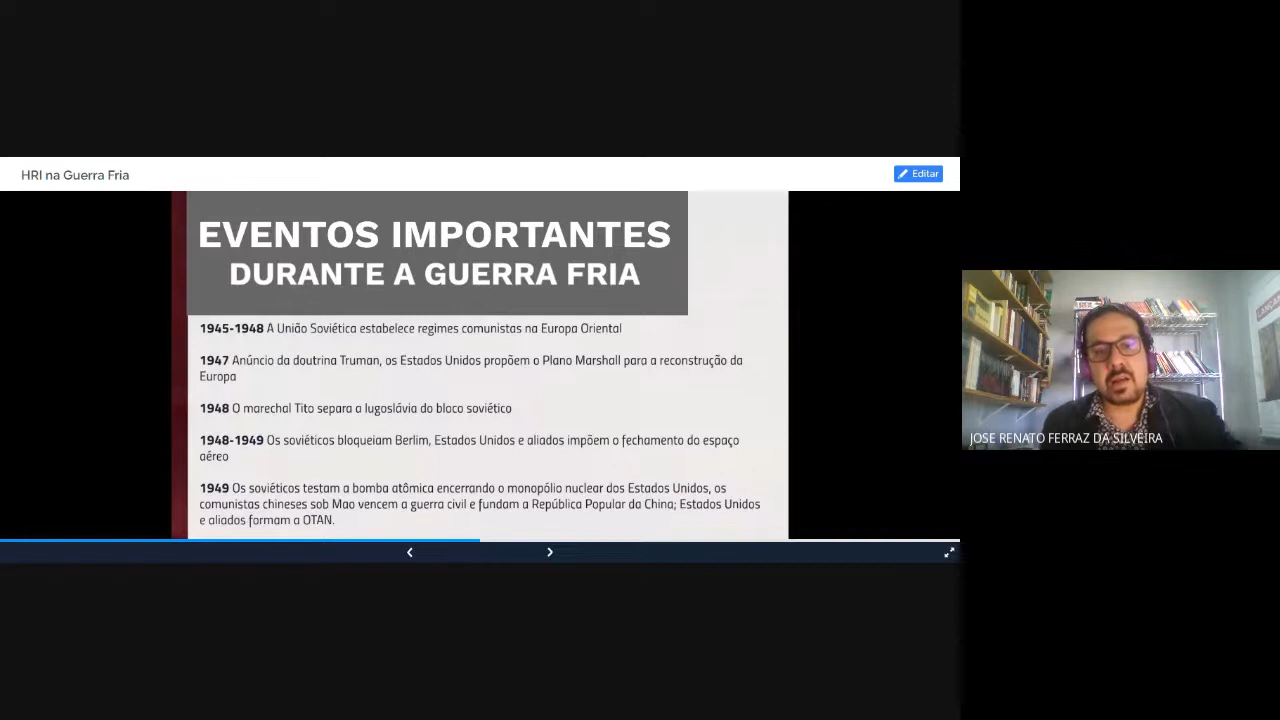 HRI na Guerra Fria
Editar
EVENTOS IMPORTANTES
DURANTE A GUERRA FRIA
1945-1948 A União Soviética estabelece regimes comunistas na Europa Oriental
1947 Anúncio da doutrina Truman, os Estados Unidos propõem o Plano Marshall para a reconstrução da
Europa
1948 O marechal Tito separa a Iugoslávia do bloco soviético
1948-1949 Os soviéticos bloqueiam Berlim, Estados Unidos e aliados impõem o fechamento do espaço
aéreo
1949 Os soviéticos testam a bomba atômica encerrando o monopólio nuclear dos Estados Unidos, os
comunistas chineses sob Mao vencem a guerra civil e fundam a República Popular da China; Estados Unidos
e aliados formam a OTAN.
JOSE RENATO FERRAZ DA SILVEIRA